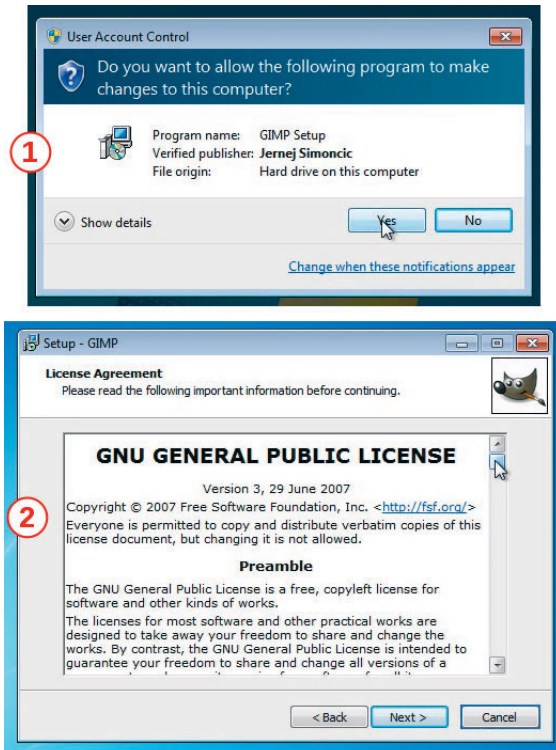 User Account Control
Do you want to allow the following program to make
changes to this computer?
1
Program name: GIMP Setup
Verified publisher: Jernej Simoncic
File origin: Hard drive on this computer
Show details
Yes
No
Change when these notifications appear
Setup - GIMP
License Agreement
Please read the following important information before continuing.
GNU GENERAL PUBLIC LICENSE
Version 3, 29 June 2007
Copyright © 2007 Free Software Foundation, Inc. <http://fsf.org/>
2
Everyone is permitted to copy and distribute verbatim copies of this
license document, but changing it is not allowed.
Preamble
The GNU General Public License is a free, copyleft license for
software and other kinds of works.
The licenses for most software and other practical works are
designed to take away your freedom to share and change the
works. By contrast, the GNU General Public License is intended to
guarantee your freedom to share and change all versions of a
< Back
Next >
Cancel